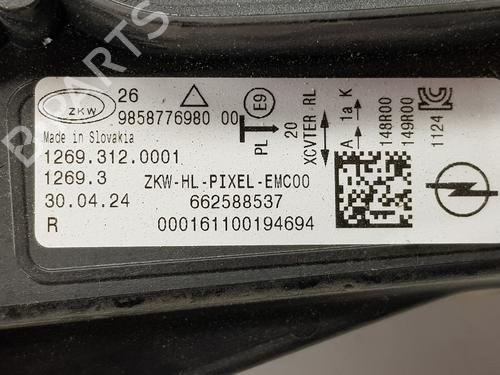 ZKW
26
9858776980 00
E9
Made in Slovakia
1269.312.0001
1269.3 ZKW-HL-PIXEL-EMC00
30.04.24 662588537
R 000161100194694
PL
20
XCVTER RL
A → 1a K
148R00
149R00
1124
B-PARTS